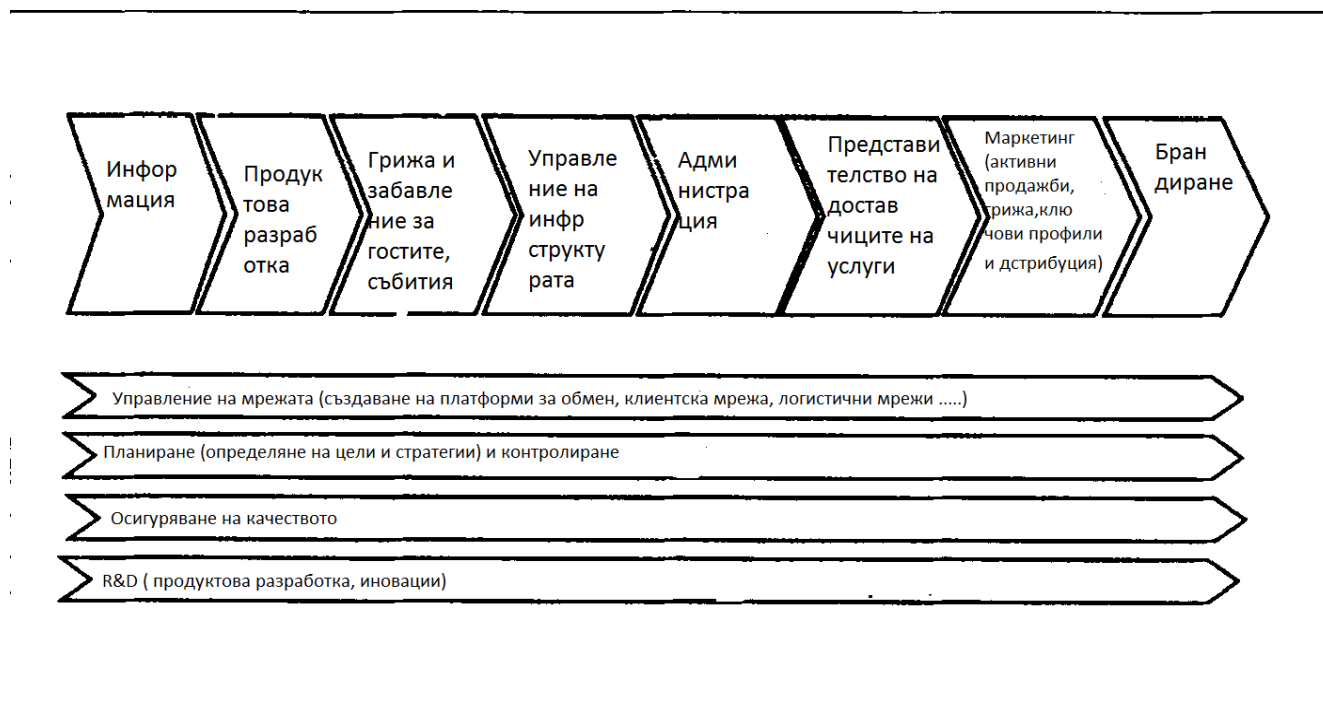 Инфор
мация
Продук
това
разраб
отка
Грижа и
забавле
ние за
гостите,
събития
Управле
ние на
инфр
структу
рата
Адми
нистра
ция
Представи
телство на
достав
чиците на
услуги
Маркетинг
(активни
продажби,
грижа,клю
чови профили
и дстрибуция)
Бран
диране
Управление на мрежата (създаване на платформи за обмен, клиентска мрежа, логистични мрежи .....)
Планиране (определяне на цели и стратегии) и контролиране
Осигуряване на качеството
R&D ( продуктова разработка, иновации)